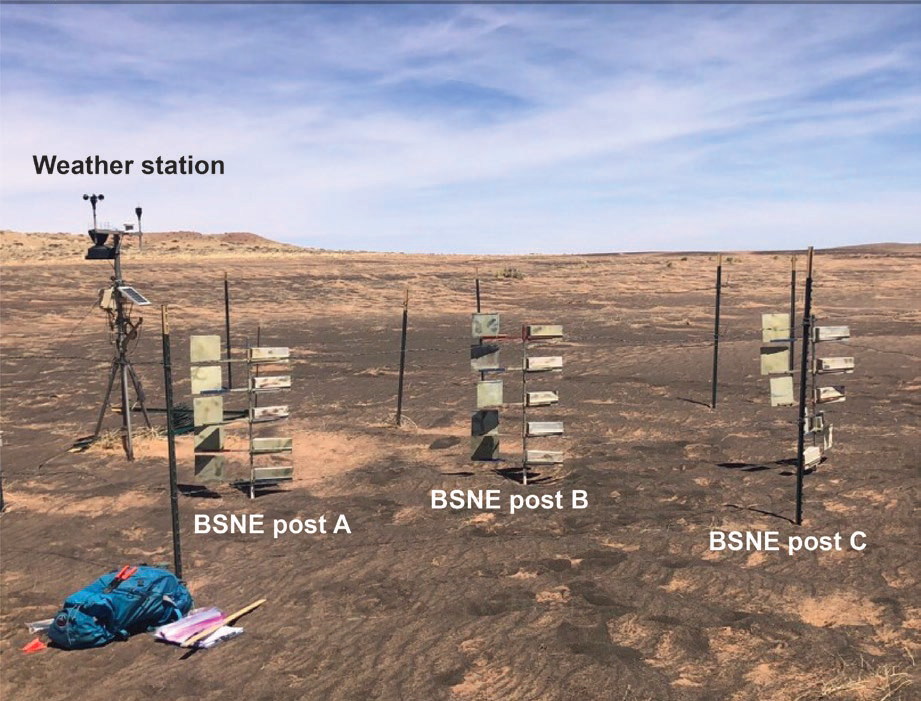 Weather station
BSNE post A
BSNE post B
BSNE post C